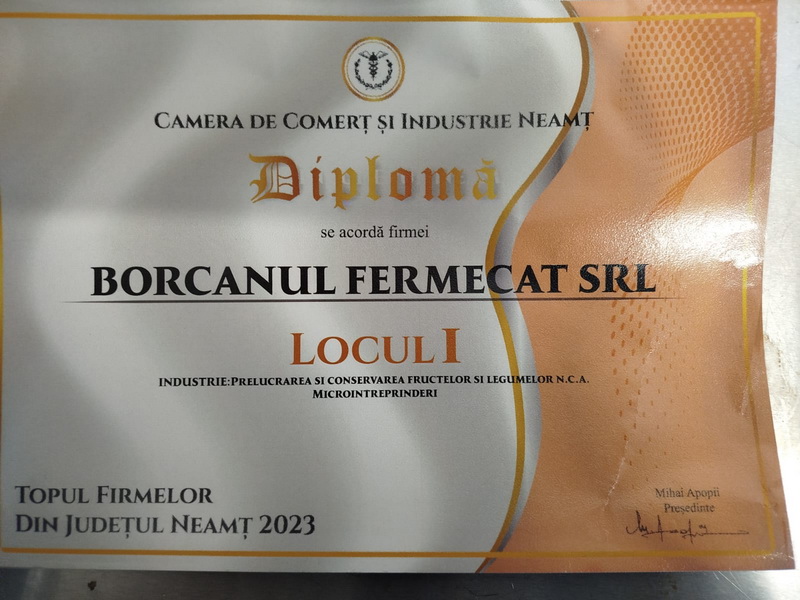 CAMERA DE COMERȚ ȘI INDUSTRIE NEAMȚ
Diplomă
se acordă firmei
BORCANUL FERMECAT SRL
LOCUL I
INDUSTRIE:PRELUCRAREA SI CONSERVAREA FRUCTELOR SI LEGUMELOR N.C.A.
MICROINTREPRINDERI
TOPUL FIRMELOR
DIN JUDEȚUL NEAMȚ 2023
Mihai Apopii
Președinte